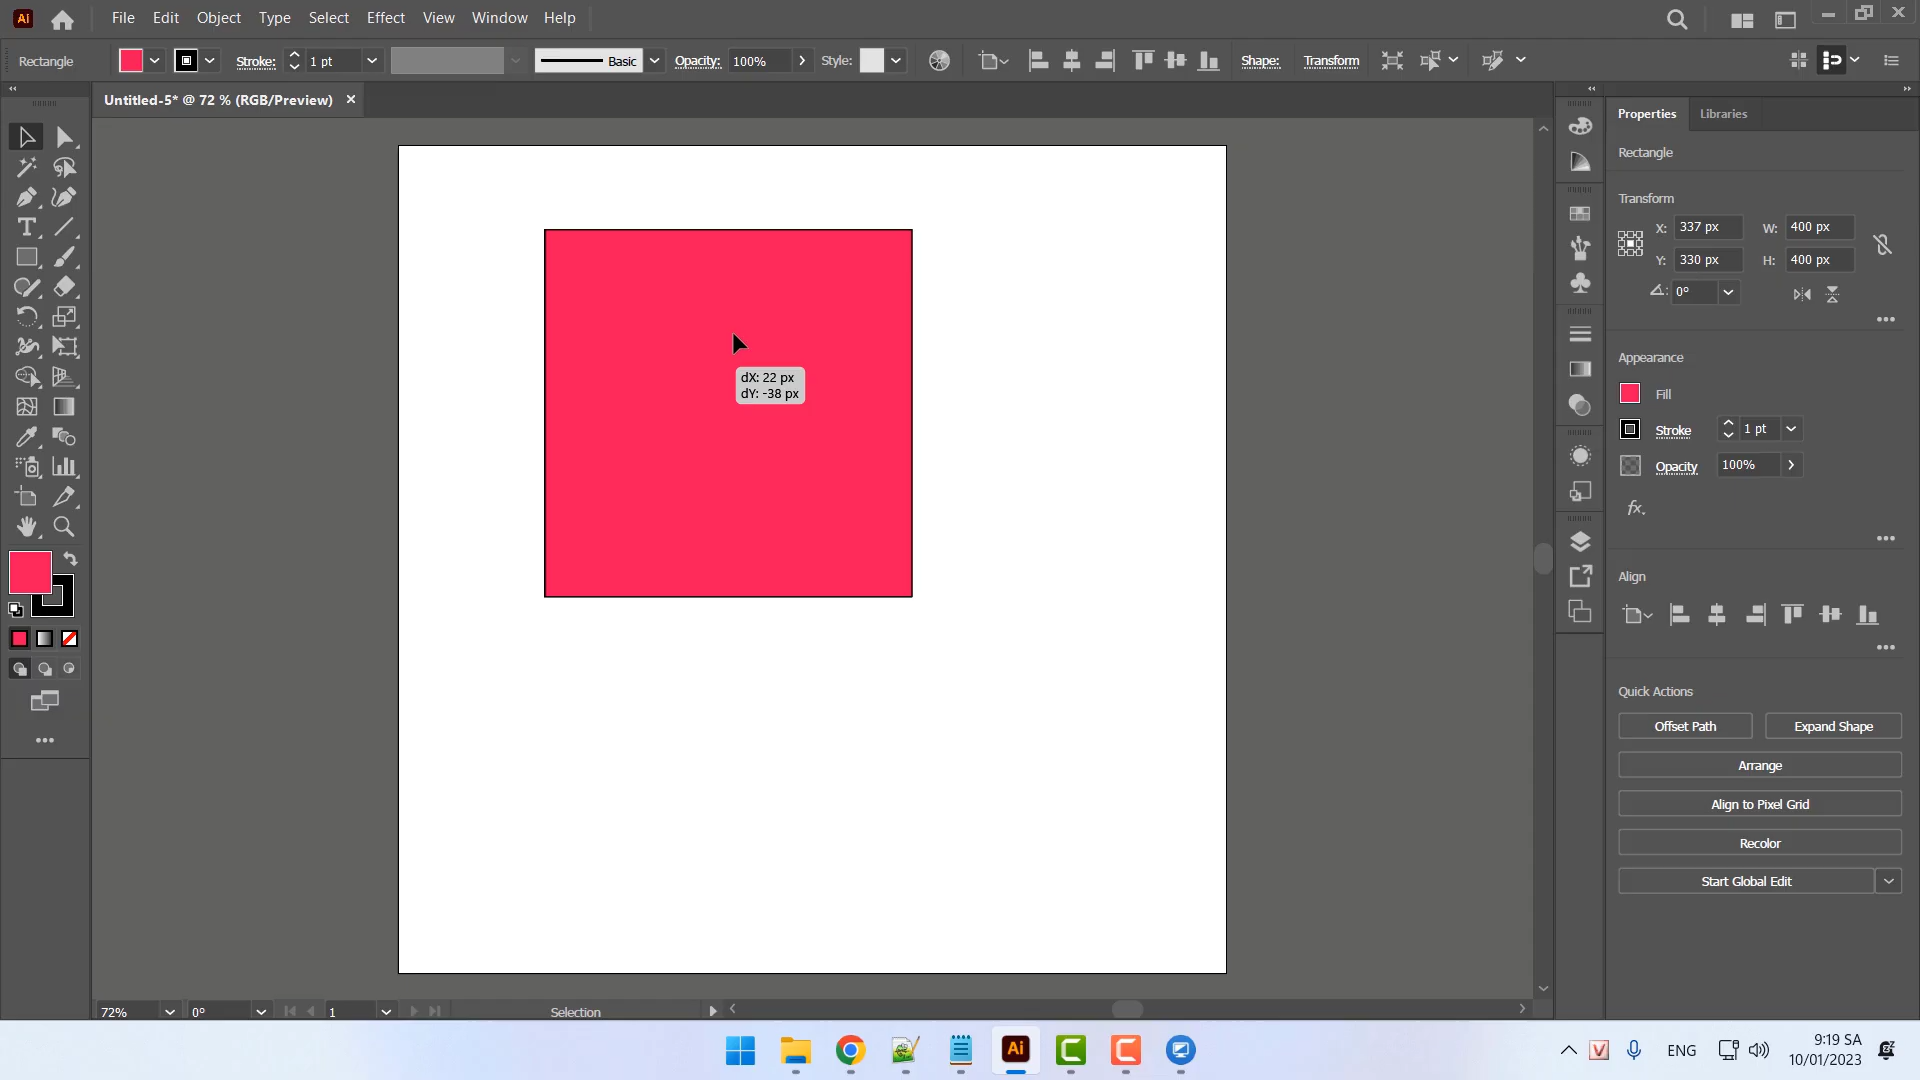 Ai File Edit Object Type Select Effect View Window Help
Rectangle Stroke: 1 pt Basic Opacity: 100% Style: Shape: Transform
Untitled-5* @ 72 % (RGB/Preview)
Properties Libraries
Rectangle
Transform
X: 337 px W: 400 px
Y: 330 px H: 400 px
0°
dX: 22 px
dY: -38 px
Appearance
Fill
Stroke 1 pt
Opacity 100%
fx.
Align
Quick Actions
Offset Path Expand Shape
Arrange
Align to Pixel Grid
Recolor
Start Global Edit
72% 0° 1 Selection
Ai
ENG
9:19 SA
10/01/2023